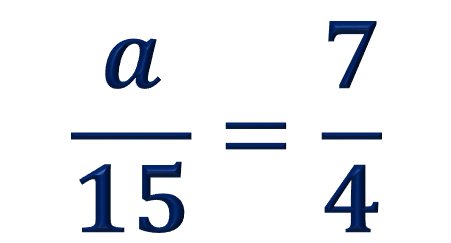 a/15 = 7/4